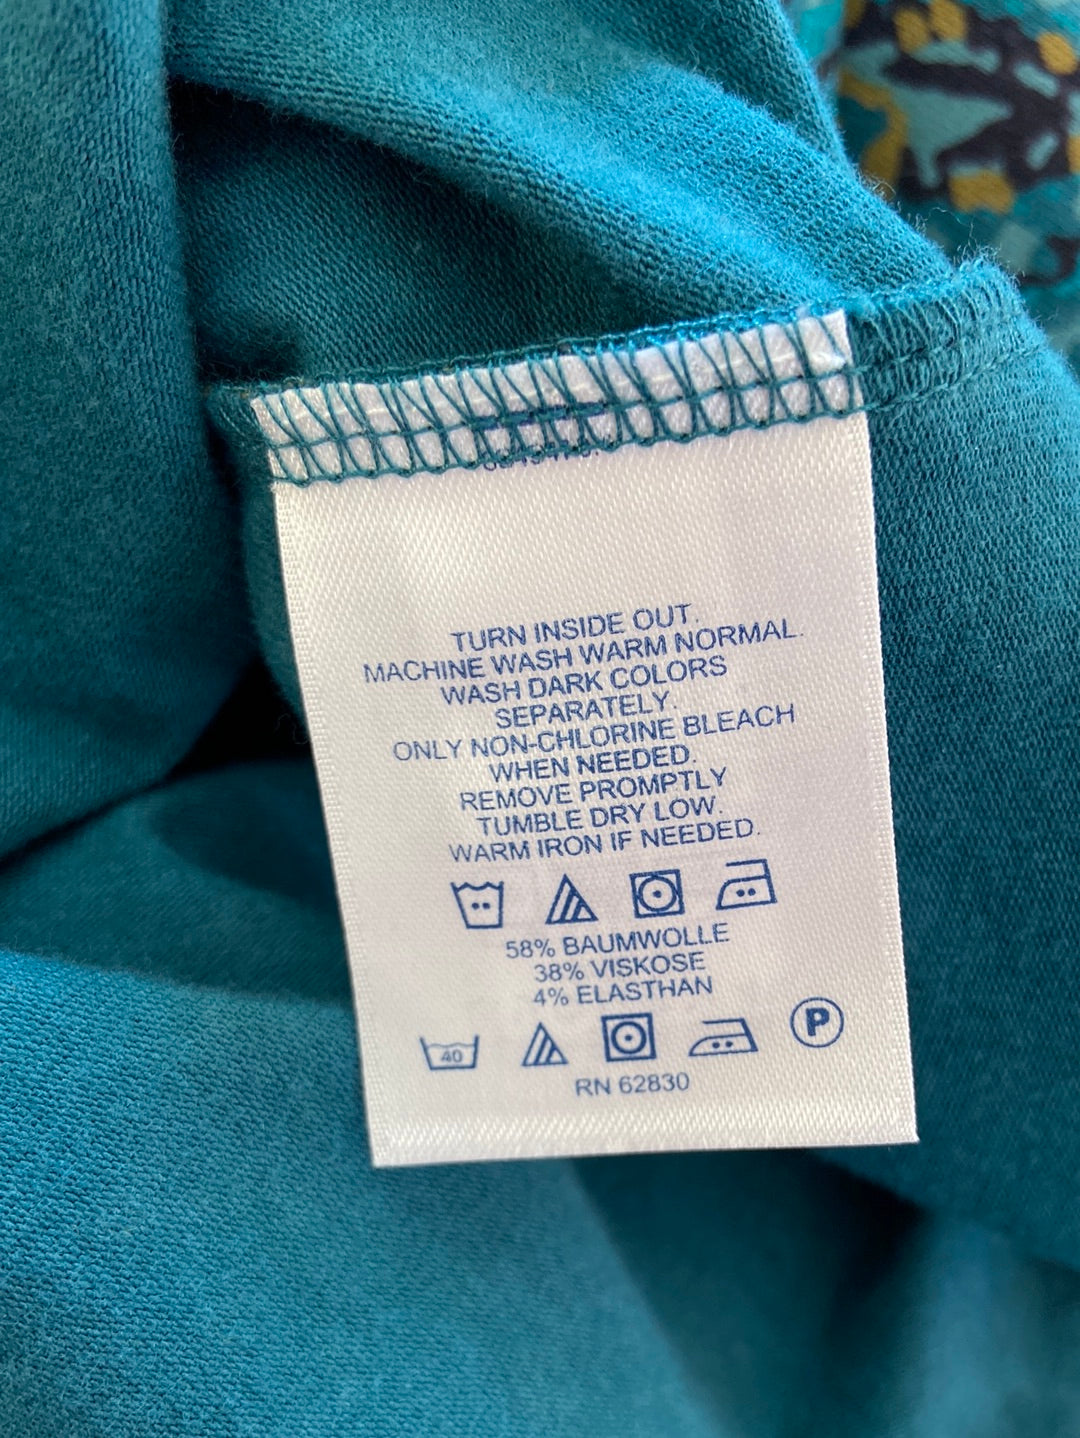 TURN INSIDE OUT.
MACHINE WASH WARM NORMAL.
WASH DARK COLORS
SEPARATELY.
ONLY NON-CHLORINE BLEACH
WHEN NEEDED.
REMOVE PROMPTLY
TUMBLE DRY LOW.
WARM IRON IF NEEDED.
58% BAUMWOLLE
38% VISKOSE
4% ELASTHAN
40 P
RN 62830